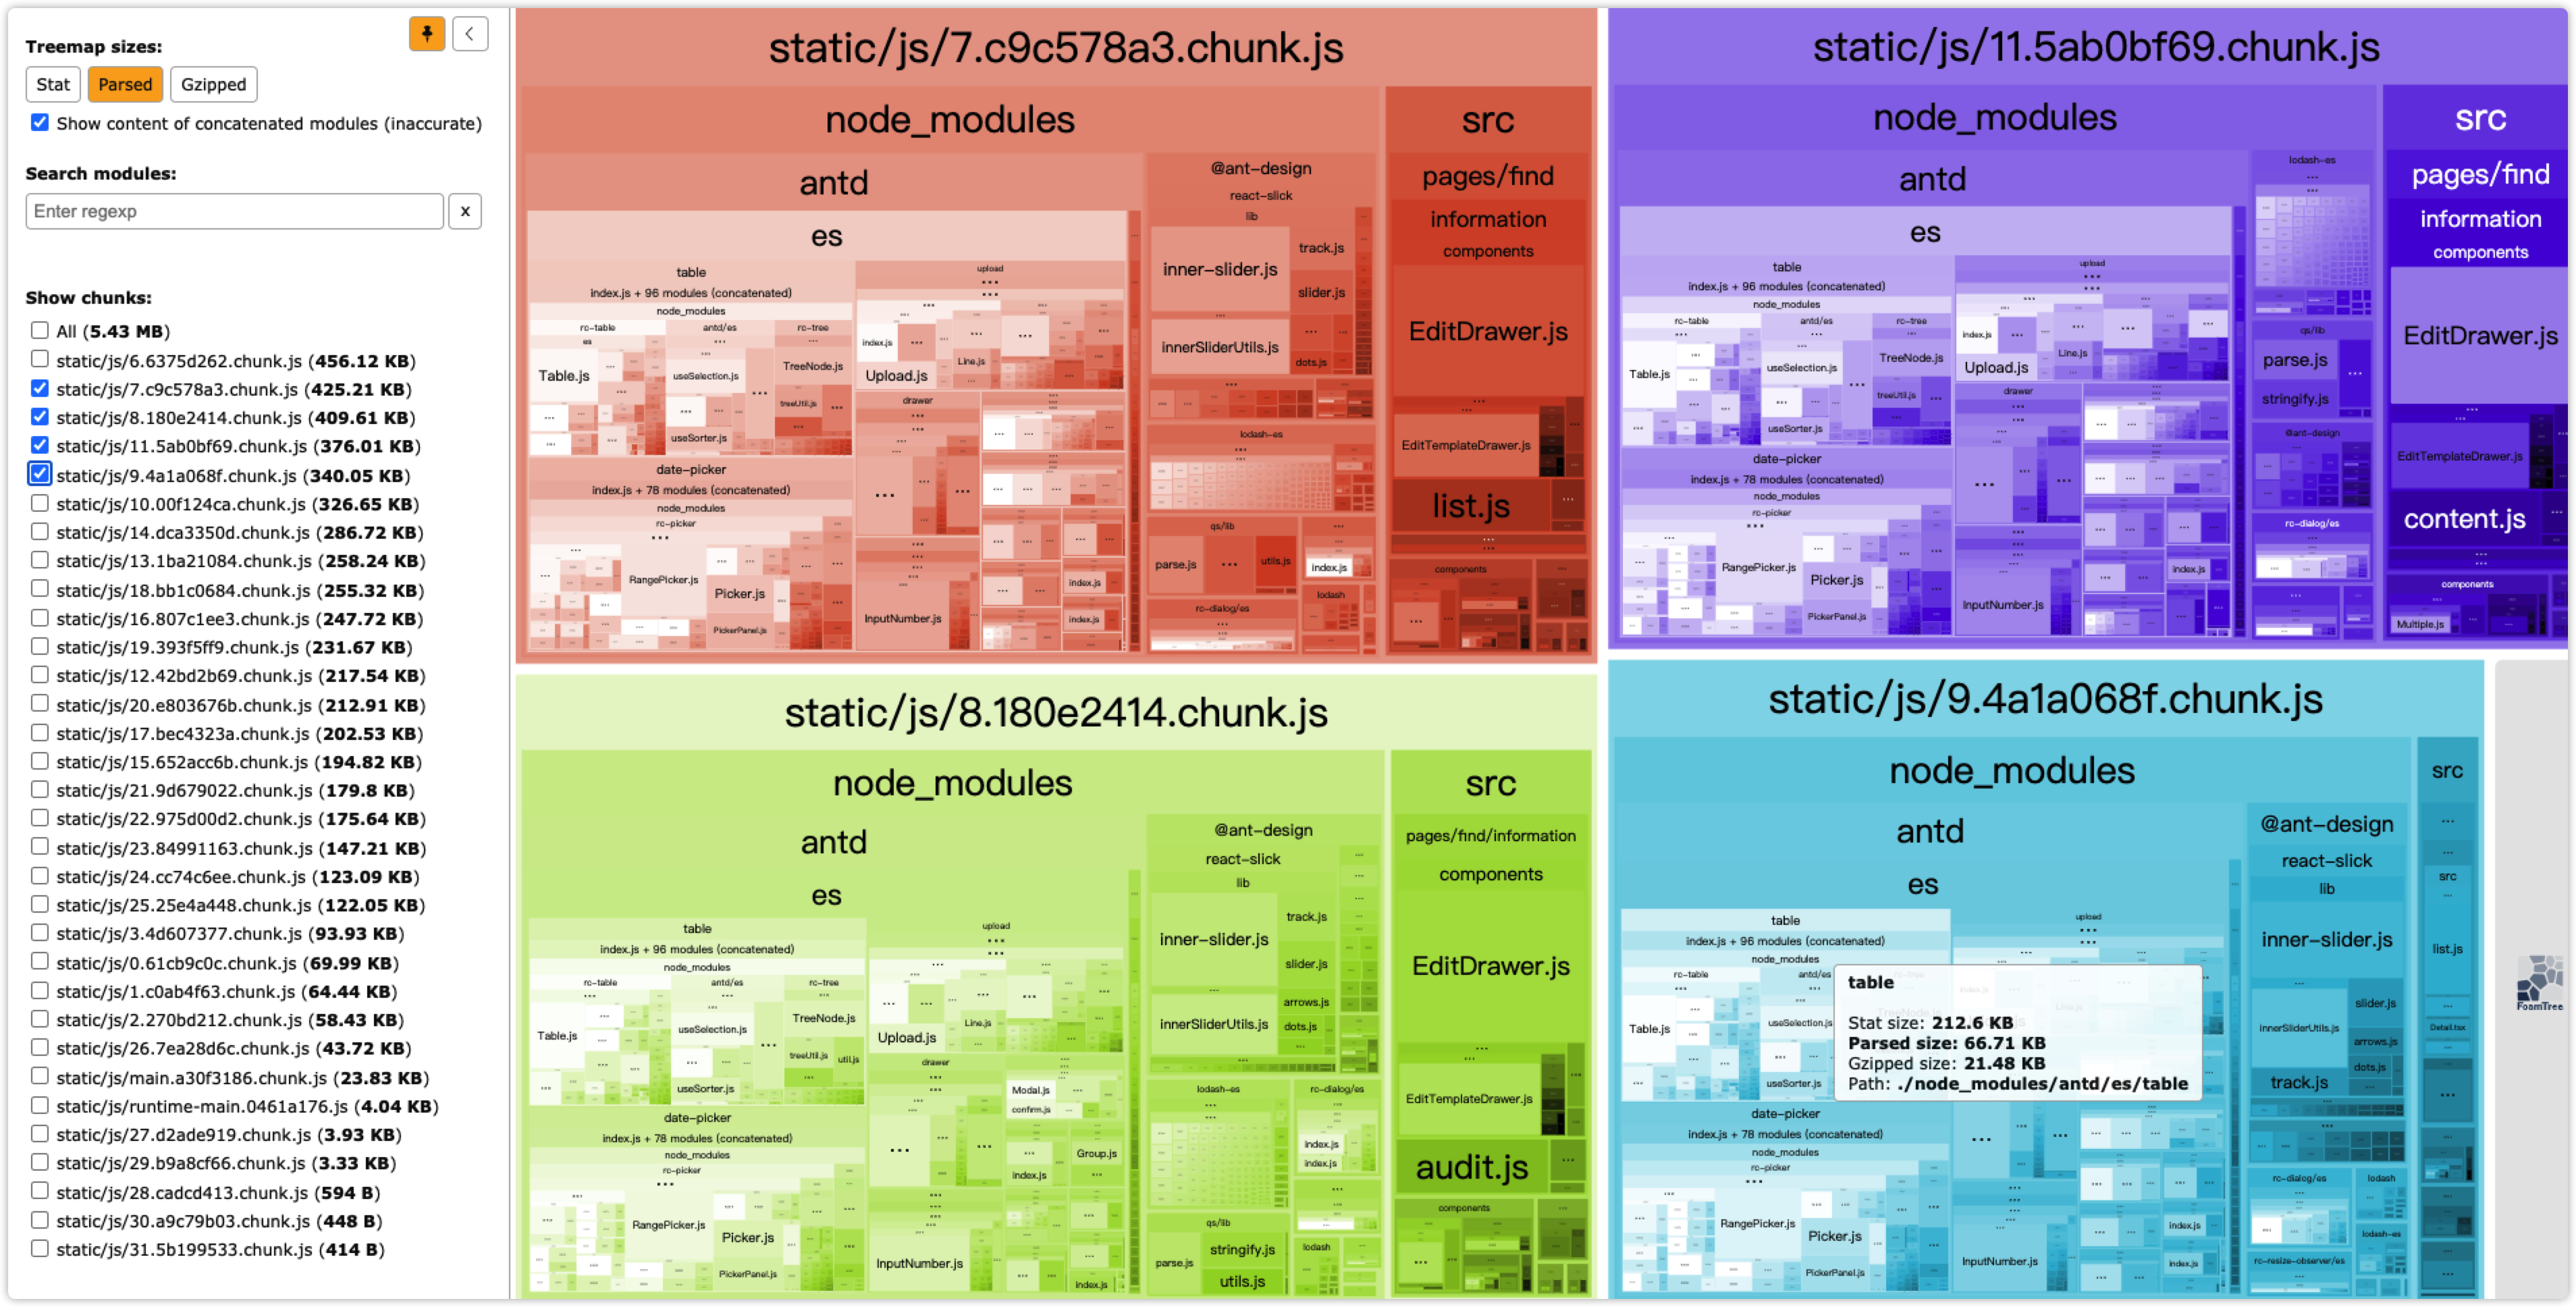 Treemap sizes:
Stat
Parsed
Gzipped
Show content of concatenated modules (inaccurate)
Search modules:
Enter regexp
x
Show chunks:
All (5.43 MB)
static/js/6.6375d262.chunk.js (456.12 KB)
static/js/7.c9c578a3.chunk.js (425.21 KB)
static/js/8.180e2414.chunk.js (409.61 KB)
static/js/11.5ab0bf69.chunk.js (376.01 KB)
static/js/9.4a1a068f.chunk.js (340.05 KB)
static/js/10.00f124ca.chunk.js (326.65 KB)
static/js/14.dca3350d.chunk.js (286.72 KB)
static/js/13.1ba21084.chunk.js (258.24 KB)
static/js/18.bb1c0684.chunk.js (255.32 KB)
static/js/16.807c1ee3.chunk.js (247.72 KB)
static/js/19.393f5ff9.chunk.js (231.67 KB)
static/js/12.42bd2b69.chunk.js (217.54 KB)
static/js/20.e803676b.chunk.js (212.91 KB)
static/js/17.bec4323a.chunk.js (202.53 KB)
static/js/15.652acc6b.chunk.js (194.82 KB)
static/js/21.9d679022.chunk.js (179.8 KB)
static/js/22.975d00d2.chunk.js (175.64 KB)
static/js/23.84991163.chunk.js (147.21 KB)
static/js/24.cc74c6ee.chunk.js (123.09 KB)
static/js/25.25e4a448.chunk.js (122.05 KB)
static/js/3.4d607377.chunk.js (93.93 KB)
static/js/0.61cb9c0c.chunk.js (69.99 KB)
static/js/1.c0ab4f63.chunk.js (64.44 KB)
static/js/2.270bd212.chunk.js (58.43 KB)
static/js/26.7ea28d6c.chunk.js (43.72 KB)
static/js/main.a30f3186.chunk.js (23.83 KB)
static/js/runtime-main.0461a176.js (4.04 KB)
static/js/27.d2ade919.chunk.js (3.93 KB)
static/js/29.b9a8cf66.chunk.js (3.33 KB)
static/js/28.cadcd413.chunk.js (594 B)
static/js/30.a9c79b03.chunk.js (448 B)
static/js/31.5b199533.chunk.js (414 B)
static/js/7.c9c578a3.chunk.js
node_modules
src
antd
@ant-design
pages/find
react-slick
lib
information
components
es
table
upload
index.js + 96 modules (concatenated)
node_modules
rc-table
antd/es
rc-tree
es
Table.js
useSelection.js
TreeNode.js
treeUtil.js
useSorter.js
index.js
Upload.js
Line.js
drawer
inner-slider.js
track.js
slider.js
innerSliderUtils.js
dots.js
EditDrawer.js
EditTemplateDrawer.js
list.js
components
lodash-es
date-picker
index.js + 78 modules (concatenated)
node_modules
rc-picker
RangePicker.js
Picker.js
PickerPanel.js
InputNumber.js
index.js
index.js
qs/lib
parse.js
utils.js
index.js
rc-dialog/es
lodash
static/js/11.5ab0bf69.chunk.js
node_modules
src
antd
lodash-es
pages/find
information
components
es
table
upload
index.js + 96 modules (concatenated)
node_modules
rc-table
antd/es
rc-tree
Table.js
useSelection.js
TreeNode.js
treeUtil.js
useSorter.js
index.js
Upload.js
Line.js
drawer
qs/lib
parse.js
stringify.js
@ant-design
rc-dialog/es
EditDrawer.js
EditTemplateDrawer.js
content.js
components
Multiple.js
date-picker
index.js + 78 modules (concatenated)
node_modules
rc-picker
RangePicker.js
Picker.js
PickerPanel.js
InputNumber.js
index.js
static/js/8.180e2414.chunk.js
node_modules
src
antd
@ant-design
pages/find/information
react-slick
lib
components
es
table
upload
index.js + 96 modules (concatenated)
node_modules
rc-table
antd/es
rc-tree
Table.js
useSelection.js
TreeNode.js
treeUtil.js
util.js
useSorter.js
Upload.js
Line.js
drawer
Modal.js
confirm.js
Group.js
index.js
inner-slider.js
track.js
slider.js
arrows.js
innerSliderUtils.js
dots.js
EditDrawer.js
EditTemplateDrawer.js
audit.js
components
lodash-es
rc-dialog/es
index.js
index.js
date-picker
index.js + 78 modules (concatenated)
node_modules
rc-picker
RangePicker.js
Picker.js
PickerPanel.js
InputNumber.js
index.js
qs/lib
stringify.js
parse.js
utils.js
lodash
static/js/9.4a1a068f.chunk.js
node_modules
src
antd
@ant-design
react-slick
lib
src
es
table
upload
index.js + 96 modules (concatenated)
node_modules
rc-table
antd/es
Table.js
useSelection.js
useSorter.js
table
Stat size: 212.6 KB
Parsed size: 66.71 KB
Gzipped size: 21.48 KB
Path: ./node_modules/antd/es/table
inner-slider.js
list.js
slider.js
innerSliderUtils.js
Detail.tsx
arrows.js
dots.js
track.js
date-picker
index.js + 78 modules (concatenated)
node_modules
rc-picker
RangePicker.js
Picker.js
PickerPanel.js
InputNumber.js
index.js
index.js
rc-dialog/es
lodash
lodash-es
rc-resize-observer/es
FoamTree